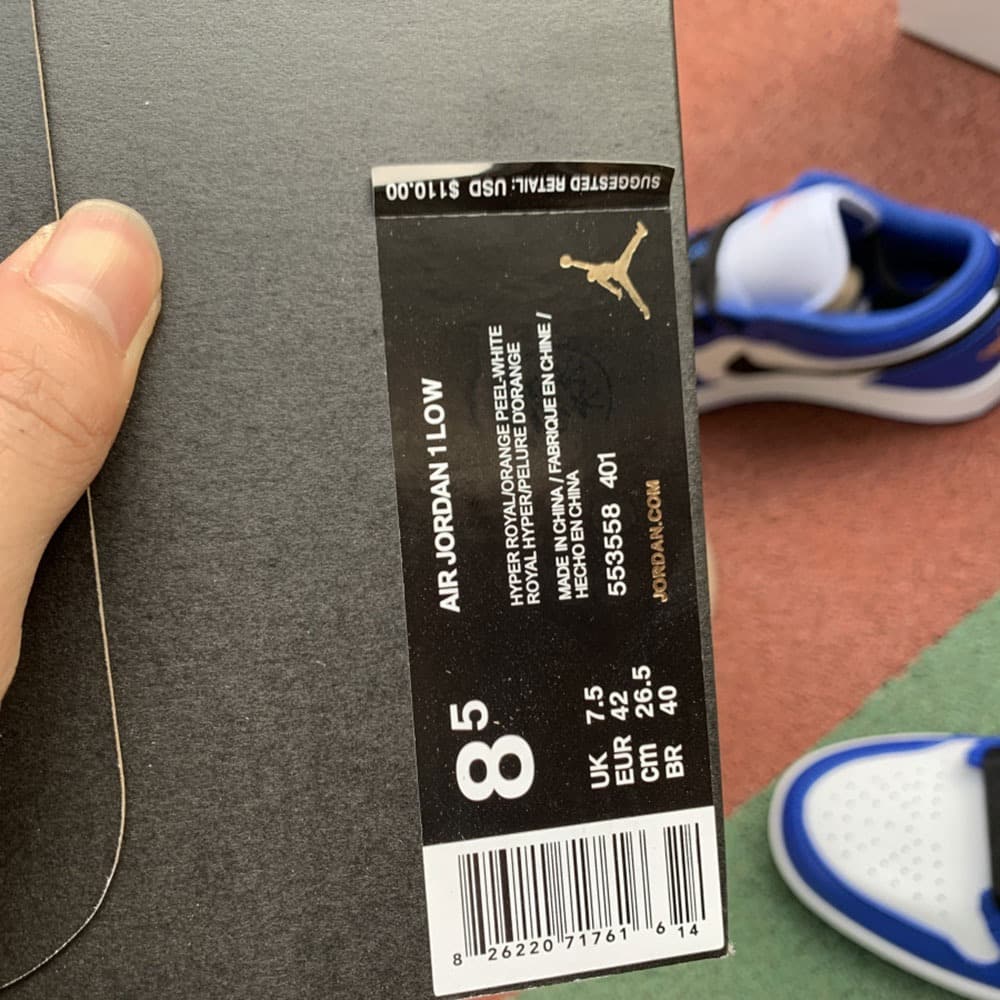 SUGGESTED RETAIL: USD $110.00
AIR JORDAN 1 LOW
HYPER ROYAL/ORANGE PEEL-WHITE
ROYAL HYPER/PELURE D'ORANGE
MADE IN CHINA / FABRIQUE EN CHINE /
HECHO EN CHINA
553558 401
JORDAN.COM
8 5
UK 7.5
EUR 42
cm 26.5
BR 40
8 26220 71761 6 14